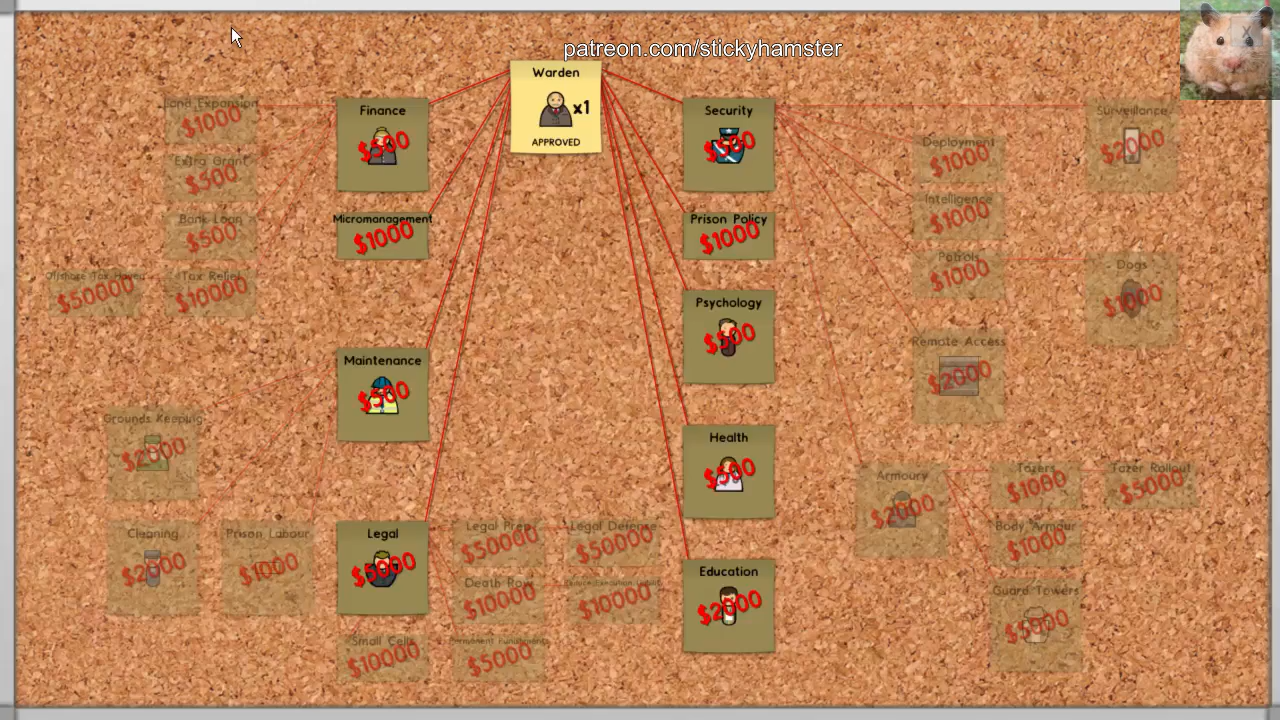 patreon.com/stickyhamster
Warden
x1
APPROVED
Land Expansion
$1000
Extra Grant
$500
Bank Loan
$500
Offshore Tax Haven
$50000
Tax Relief
$10000
Finance
$500
Micromanagement
$1000
Maintenance
$500
Grounds Keeping
$2000
Cleaning
$2000
Prison Labour
$1000
Legal
$5000
Legal Prep
$30000
Legal Defense
$50000
Death Row
$10000
$10000
Small Cells
$10000
Permanent Punishments
$5000
Security
$500
Prison Policy
$1000
Psychology
$500
Health
$500
Education
$2000
Deployment
$1000
Intelligence
$1000
Patrols
$1000
Surveillance
$2000
Dogs
$1000
Remote Access
$2000
Armoury
$2000
Tazers
$1000
Tazer Rollout
$5000
Body Armour
$1000
Guard Towers
$5000